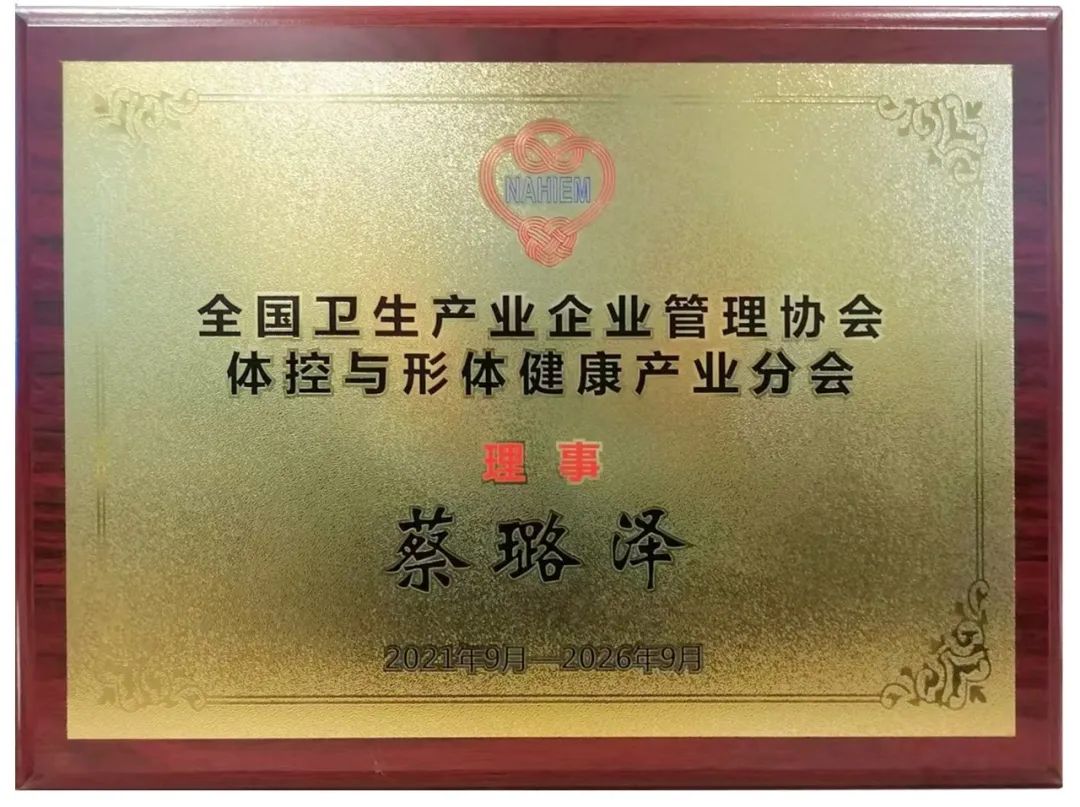 NAHIEM
全国卫生产业企业管理协会
体控与形体健康产业分会
理事
蔡璐泽
2021年9月—2026年9月